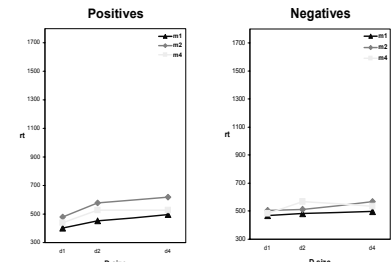 Positives
1700
1500
1300
1100
rt
900
700
500
300
d1 d2 d4
m1
m2
m4
Negatives
1700
1500
1300
1100
rt
900
700
500
300
d1 d2 d4
D size
m1
m2
m4